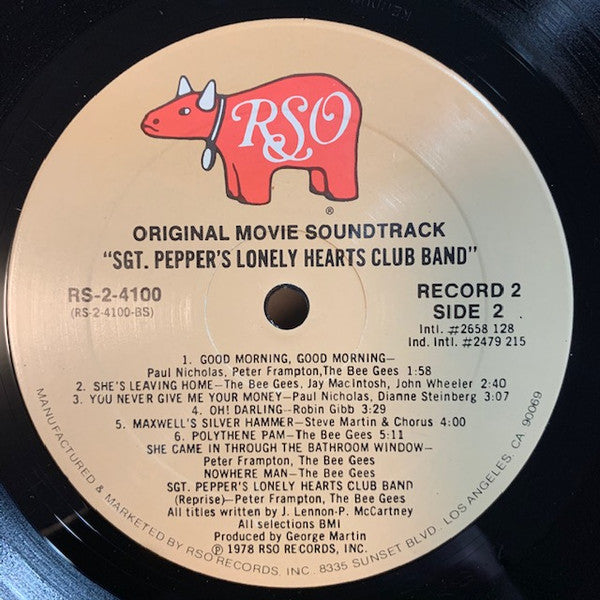 RSO
®
ORIGINAL MOVIE SOUNDTRACK
"SGT. PEPPER'S LONELY HEARTS CLUB BAND"
RS-2-4100
(RS-2-4100-BS)
RECORD 2
SIDE 2
Intl. #2658 128
Ind. Intl. #2479 215
1. GOOD MORNING, GOOD MORNING—
Paul Nicholas, Peter Frampton, The Bee Gees 1:58
2. SHE'S LEAVING HOME—The Bee Gees, Jay MacIntosh, John Wheeler 2:40
3. YOU NEVER GIVE ME YOUR MONEY—Paul Nicholas, Dianne Steinberg 3:07
4. OH! DARLING—Robin Gibb 3:29
5. MAXWELL'S SILVER HAMMER—Steve Martin & Chorus 4:00
6. POLYTHENE PAM—The Bee Gees 5:11
SHE CAME IN THROUGH THE BATHROOM WINDOW—
Peter Frampton, The Bee Gees
NOWHERE MAN—The Bee Gees
SGT. PEPPER'S LONELY HEARTS CLUB BAND
(Reprise)—Peter Frampton, The Bee Gees
All titles written by J. Lennon-P. McCartney
All selections BMI
Produced by George Martin
Ⓟ 1978 RSO RECORDS, INC.
MANUFACTURED & MARKETED BY RSO RECORDS, INC. 8335 SUNSET BLVD., LOS ANGELES, CA 90069